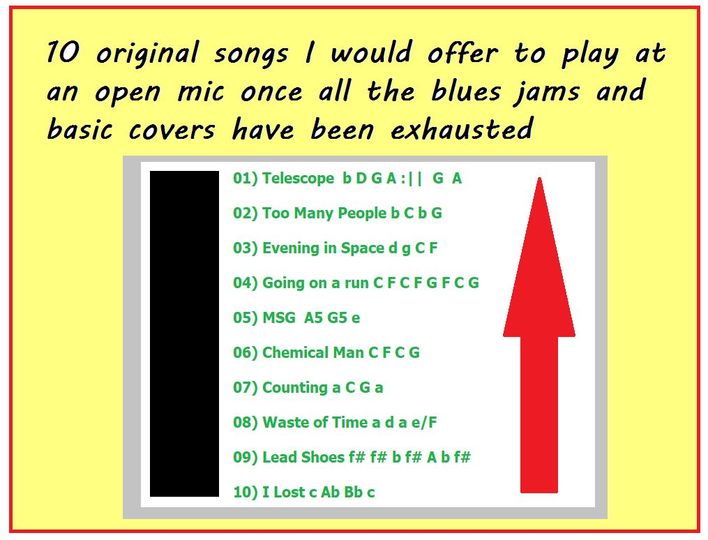 10 original songs I would offer to play at
an open mic once all the blues jams and
basic covers have been exhausted
01) Telescope b D G A :|| G A
02) Too Many People b C b G
03) Evening in Space d g C F
04) Going on a run C F C F G F C G
05) MSG A5 G5 e
06) Chemical Man C F C G
07) Counting a C G a
08) Waste of Time a d a e/F
09) Lead Shoes f# f# b f# A b f#
10) I Lost c Ab Bb c